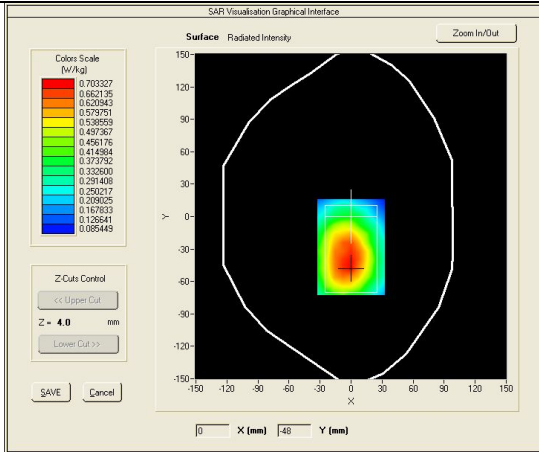 SAR Visualisation Graphical Interface
Surface Radiated Intensity
Zoom In/Out
Colors Scale
(W/kg)
0.703327
0.662135
0.620943
0.579751
0.538559
0.497367
0.456176
0.414984
0.373792
0.332600
0.291408
0.250217
0.209025
0.167833
0.126641
0.085449
Z-Cuts Control
<< Upper Cut
Z = 4.0 mm
Lower Cut >>
SAVE Cancel
150
120
90
60
30
0
-30
-60
-90
-120
-150
Y
-150 -120 -90 -60 -30 0 30 60 90 120 150
X
0 X (mm) -48 Y (mm)